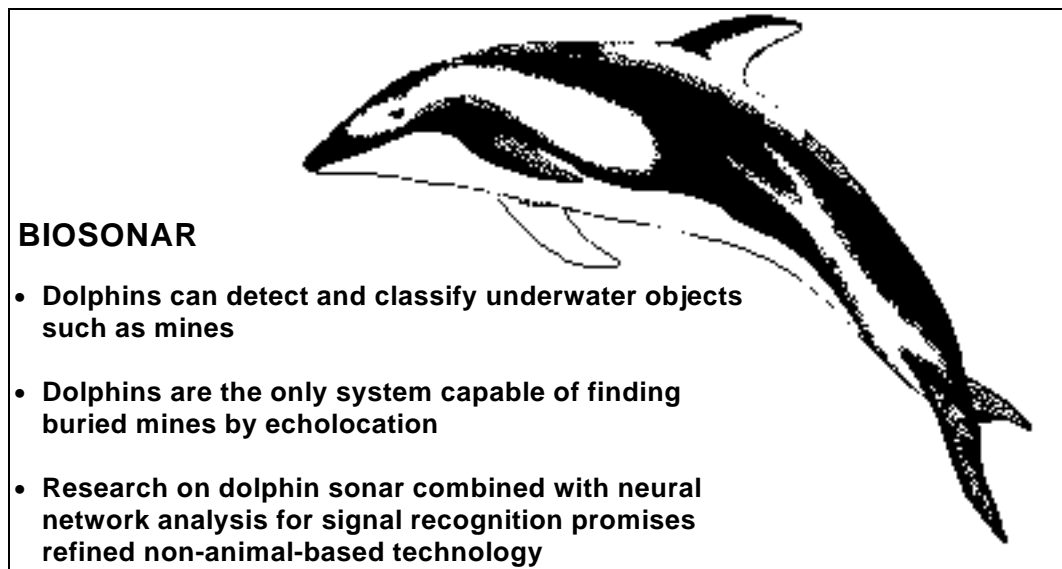 BIOSONAR
• Dolphins can detect and classify underwater objects
such as mines
• Dolphins are the only system capable of finding
buried mines by echolocation
• Research on dolphin sonar combined with neural
network analysis for signal recognition promises
refined non-animal-based technology